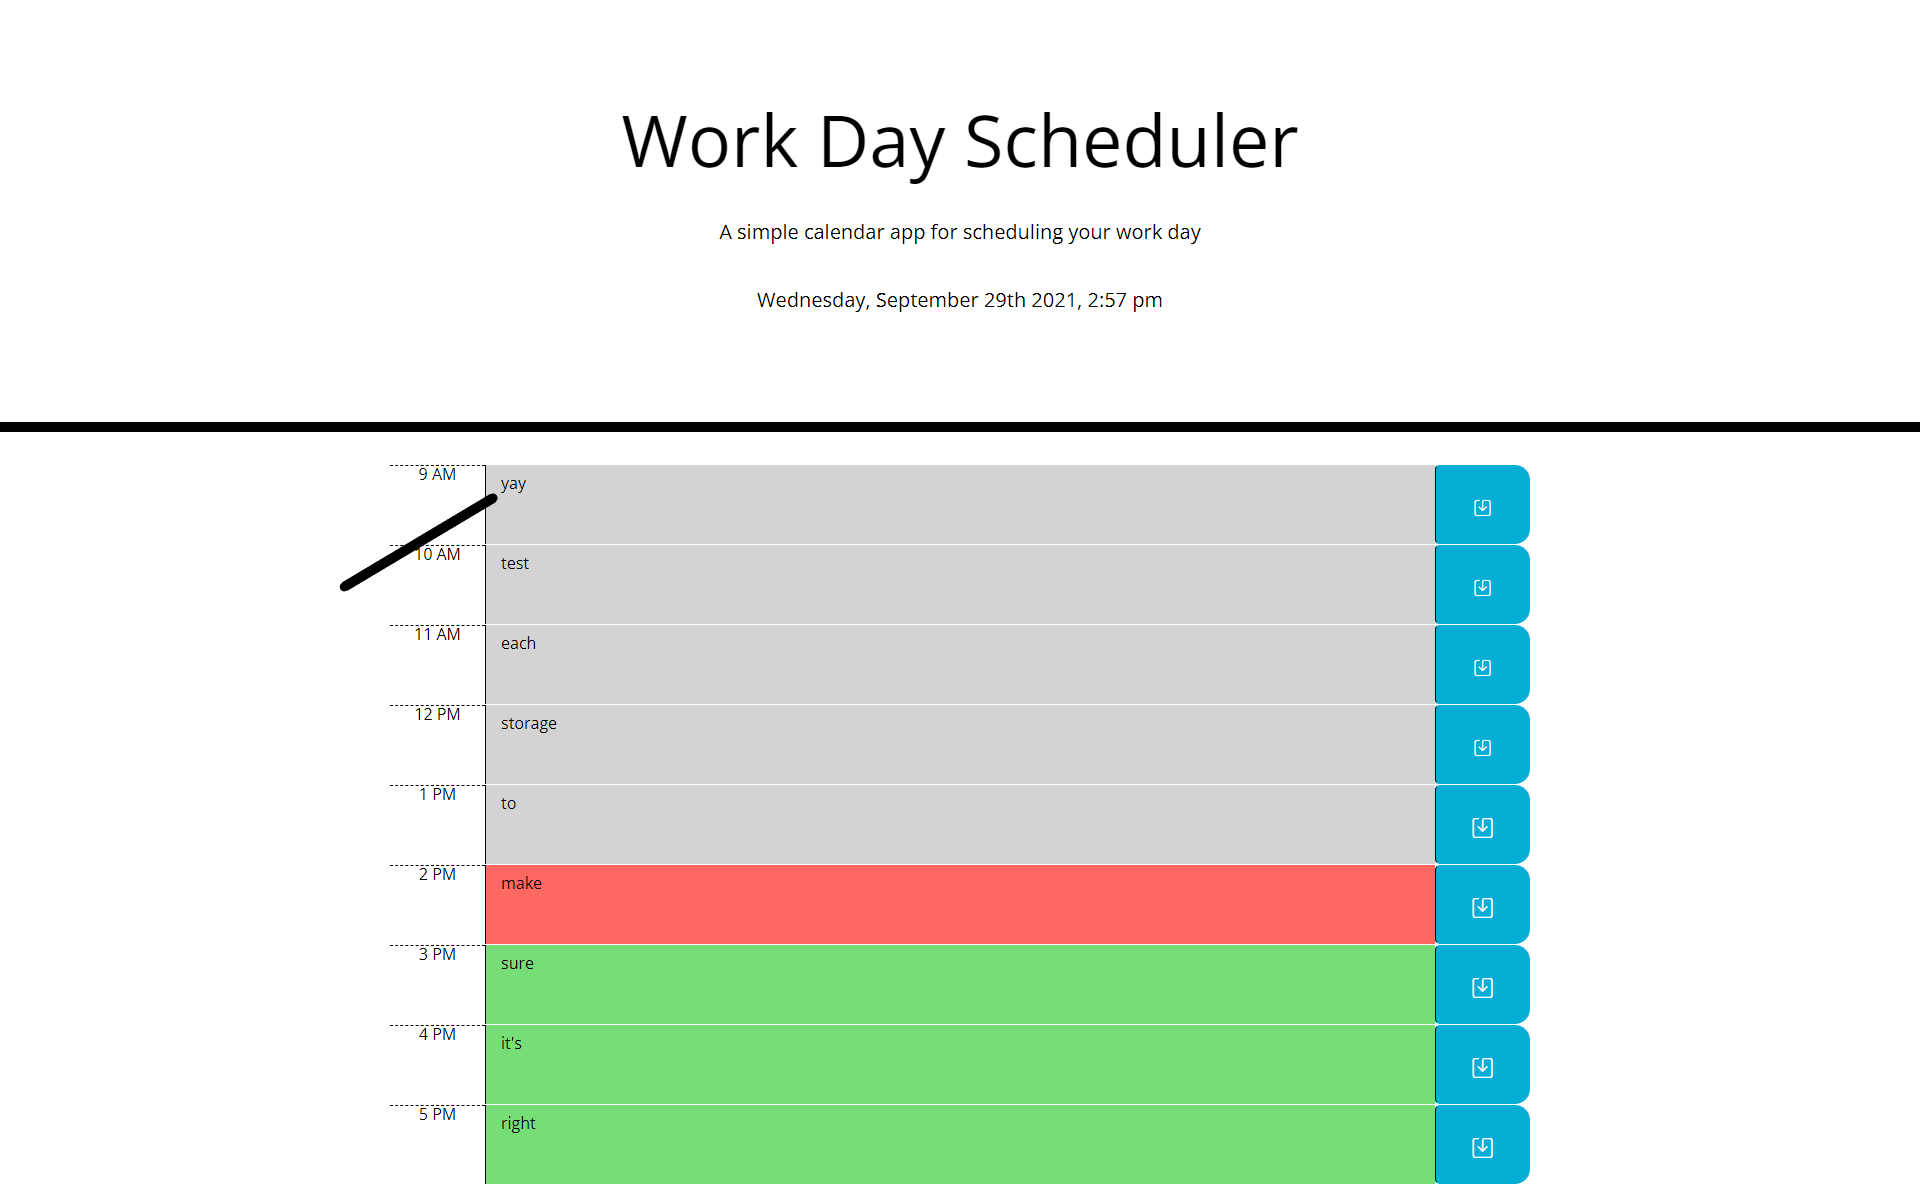 Work Day Scheduler
A simple calendar app for scheduling your work day
Wednesday, September 29th 2021, 2:57 pm
9 AM
yay
10 AM
test
11 AM
each
12 PM
storage
1 PM
to
2 PM
make
3 PM
sure
4 PM
it's
5 PM
right